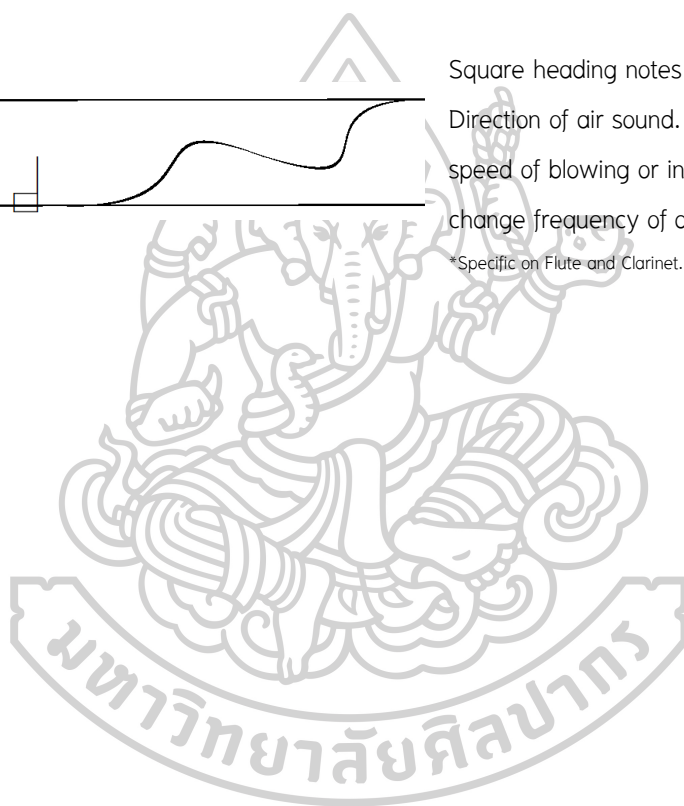 Square heading notes
Direction of air sound.
speed of blowing or in
change frequency of
*Specific on Flute and Clarinet.
มหาวิทยาลัยศิลปากร